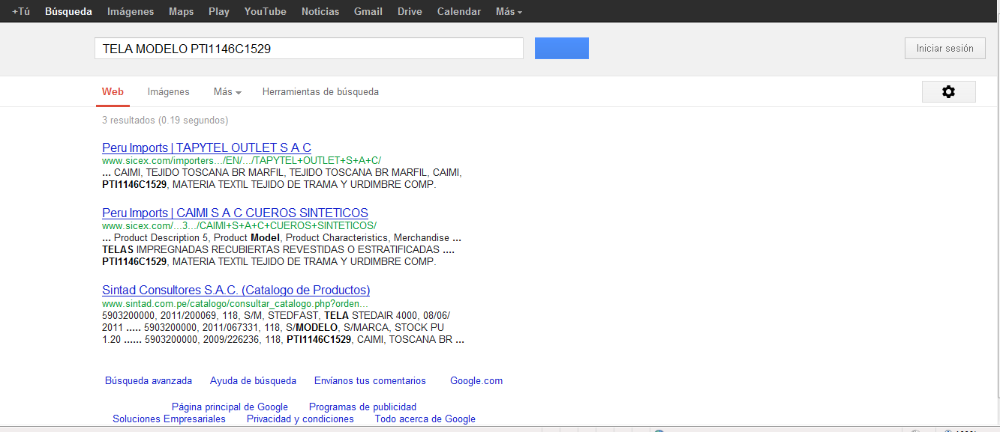 +Tú Búsqueda Imágenes Maps Play YouTube Noticias Gmail Drive Calendar Más
TELA MODELO PTI1146C1529
Iniciar sesión
Web Imágenes Más Herramientas de búsqueda
3 resultados (0.19 segundos)
Peru Imports | TAPYTEL OUTLET S A C
www.sicex.com/importers.../EN/.../TAPYTEL+OUTLET+S+A+C/
... CAIMI, TEJIDO TOSCANA BR MARFIL, TEJIDO TOSCANA BR MARFIL, CAIMI,
PTI1146C1529, MATERIA TEXTIL TEJIDO DE TRAMA Y URDIMBRE COMP.
Peru Imports | CAIMI S A C CUEROS SINTETICOS
www.sicex.com/...3.../CAIMI+S+A+C+CUEROS+SINTETICOS/
... Product Description 5, Product Model, Product Characteristics, Merchandise ...
TELAS IMPREGNADAS RECUBIERTAS REVESTIDAS O ESTRATIFICADAS ....
PTI1146C1529, MATERIA TEXTIL TEJIDO DE TRAMA Y URDIMBRE COMP.
Sintad Consultores S.A.C. (Catalogo de Productos)
www.sintad.com.pe/catalogo/consultar_catalogo.php?orden...
5903200000, 2011/200069, 118, S/M, STEDFAST, TELA STEDAIR 4000, 08/06/
2011 ..... 5903200000, 2011/067331, 118, S/MODELO, S/MARCA, STOCK PU
1.20 ...... 5903200000, 2009/226236, 118, PTI1146C1529, CAIMI, TOSCANA BR ...
Búsqueda avanzada Ayuda de búsqueda Envíanos tus comentarios Google.com
Página principal de Google Programas de publicidad
Soluciones Empresariales Privacidad y condiciones Todo acerca de Google